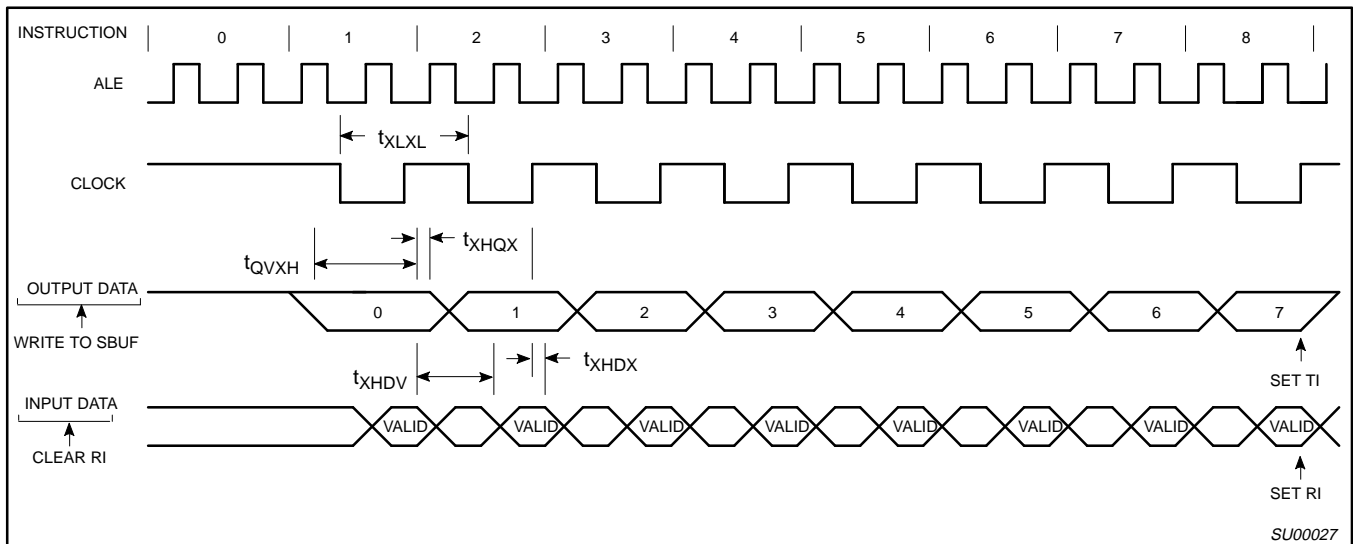 INSTRUCTION 0 1 2 3 4 5 6 7 8
ALE
tXLXL
CLOCK
tXHQX
tQVXH
OUTPUT DATA
0 1 2 3 4 5 6 7
WRITE TO SBUF
tXHDX
tXHDV
SET TI
INPUT DATA
VALID VALID VALID VALID VALID VALID VALID VALID
CLEAR RI
SET RI
SU00027